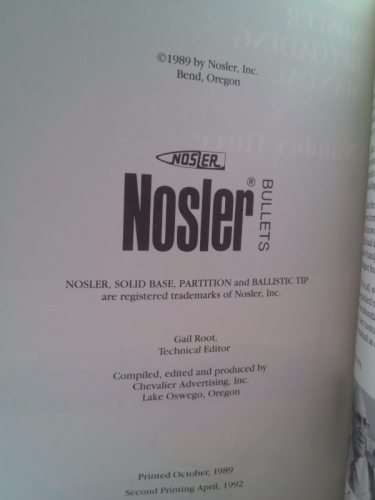 ©1989 by Nosler, Inc.
Bend, Oregon
NOSLER
Nosler®
BULLETS
NOSLER, SOLID BASE, PARTITION and BALLISTIC TIP
are registered trademarks of Nosler, Inc.
Gail Root,
Technical Editor
Compiled, edited and produced by
Chevalier Advertising, Inc.
Lake Oswego, Oregon
Printed October, 1989
Second Printing April, 1992